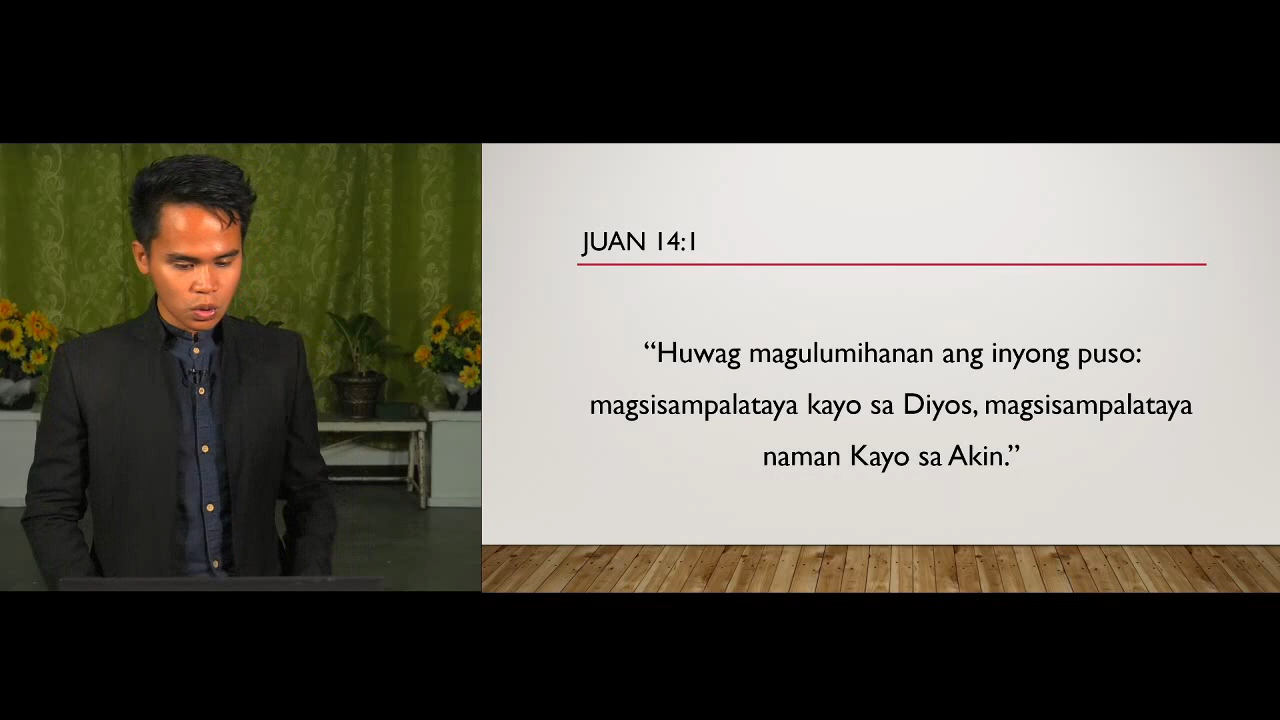 JUAN 14:1
“Huwag magulumihanan ang inyong puso:
magsisampalataya kayo sa Diyos, magsisampalataya
naman Kayo sa Akin.”